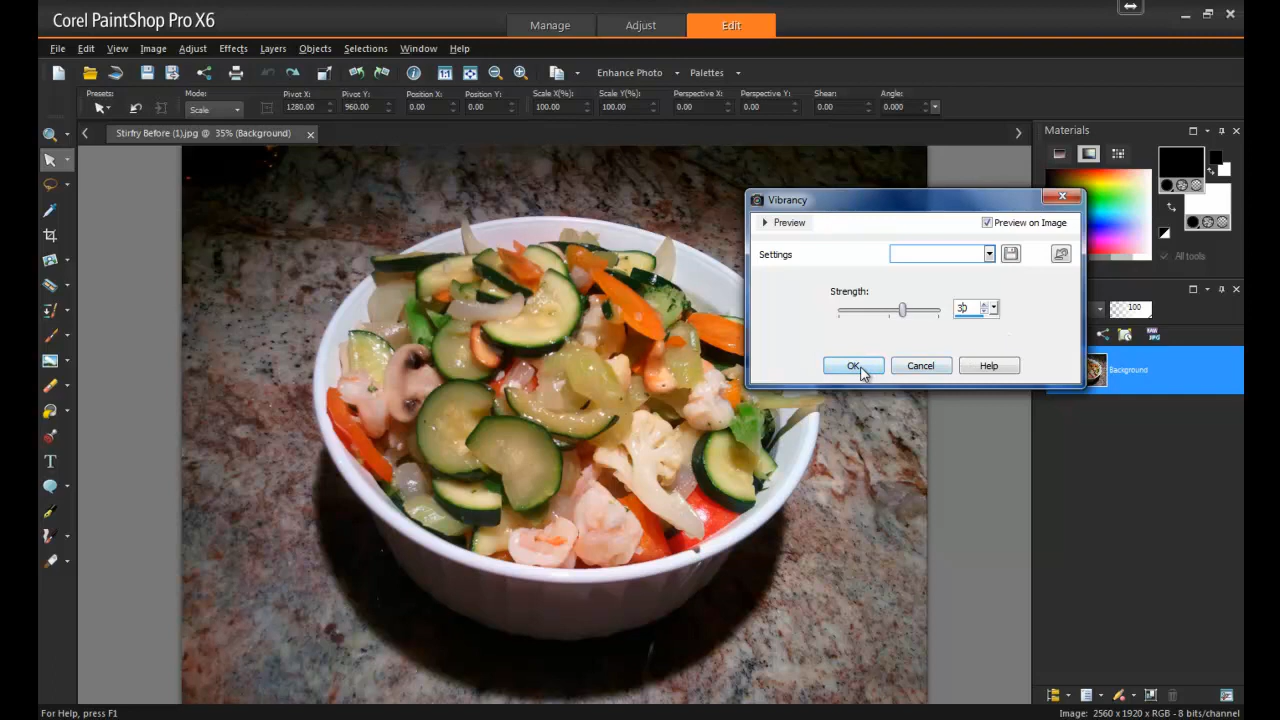 Corel PaintShop Pro X6
Manage Adjust Edit
File Edit View Image Adjust Effects Layers Objects Selections Window Help
Enhance Photo Palettes
Presets: Mode: Pivot X: Pivot Y: Position X: Position Y: Scale X(%): Scale Y(%): Perspective X: Perspective Y: Shear: Angle:
Scale 1280.00 960.00 0.00 0.00 100.00 100.00 0.00 0.00 0.00 0.000
Stirfry Before (1).jpg @ 35% (Background)
Materials
All tools
100
Background
Vibrancy
Preview Preview on Image
Settings
Strength:
30
OK Cancel Help
For Help, press F1
Image: 2560 x 1920 x RGB - 8 bits/channel